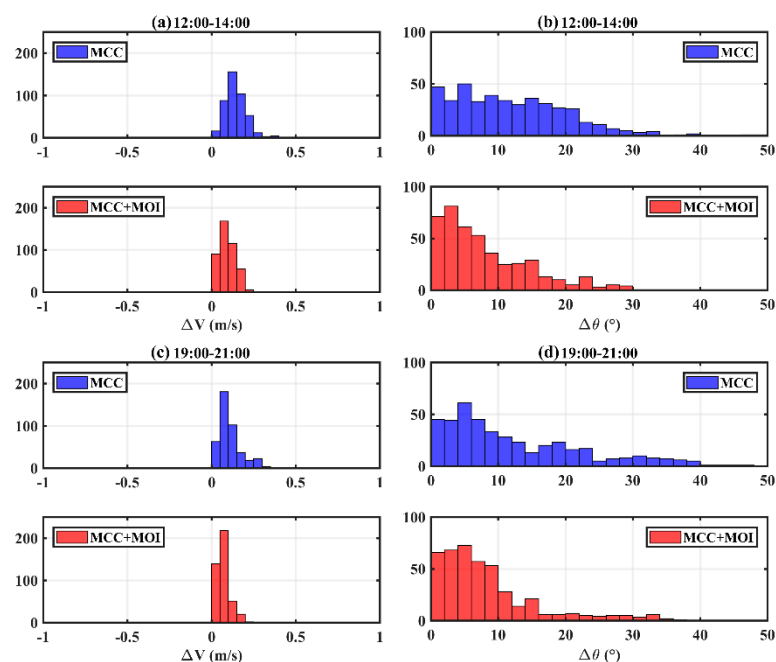 (a) 12:00-14:00
MCC
200
100
0
-1 -0.5 0 0.5 1
MCC+MOI
200
100
0
-1 -0.5 0 0.5 1
ΔV (m/s)
(b) 12:00-14:00
MCC
100
50
0
0 10 20 30 40 50
MCC+MOI
100
50
0
0 10 20 30 40 50
Δθ (°)
(c) 19:00-21:00
MCC
200
100
0
-1 -0.5 0 0.5 1
MCC+MOI
200
100
0
-1 -0.5 0 0.5 1
ΔV (m/s)
(d) 19:00-21:00
MCC
100
50
0
0 10 20 30 40 50
MCC+MOI
100
50
0
0 10 20 30 40 50
Δθ (°)